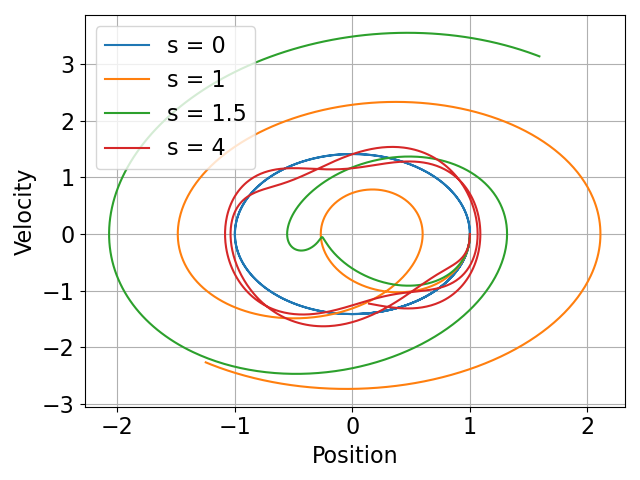 s = 0
s = 1
s = 1.5
s = 4
3
2
1
0
−1
−2
−3
Velocity
−2 −1 0 1 2
Position